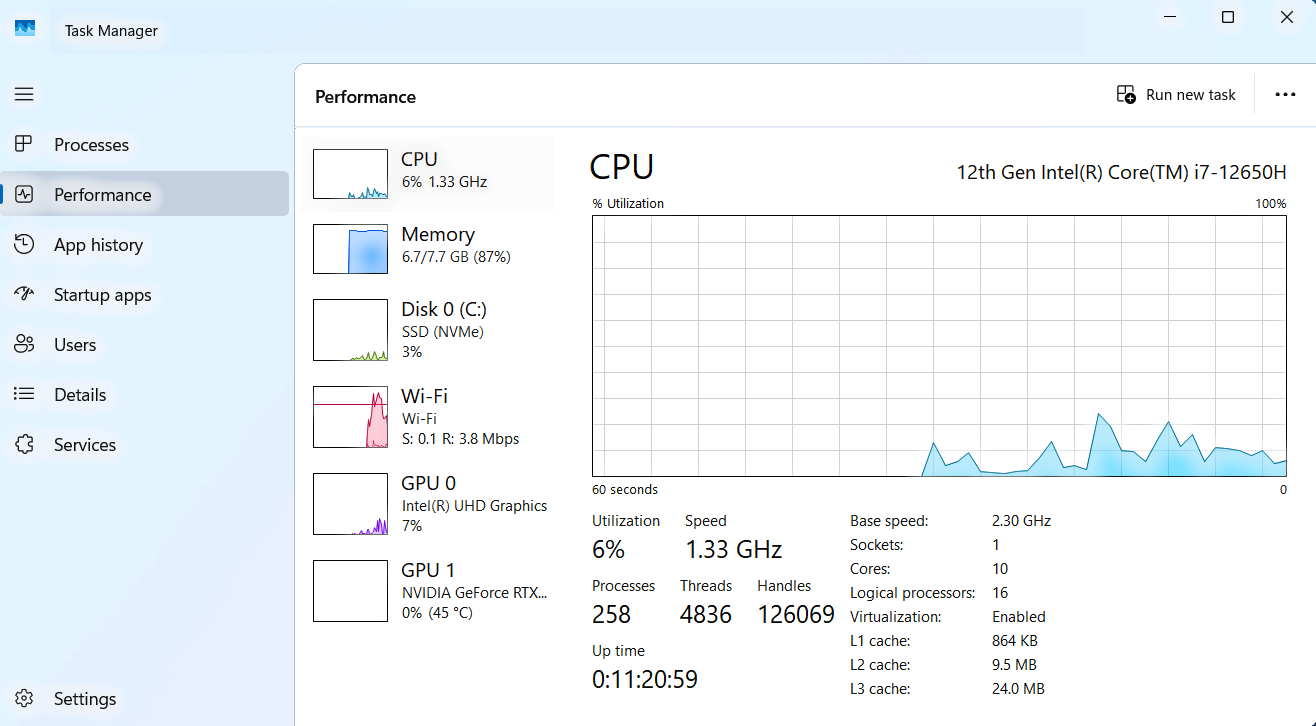 Task Manager
Performance
Run new task
Processes
Performance
App history
Startup apps
Users
Details
Services
Settings
CPU
6% 1.33 GHz
Memory
6.7/7.7 GB (87%)
Disk 0 (C:)
SSD (NVMe)
3%
Wi-Fi
Wi-Fi
S: 0.1 R: 3.8 Mbps
GPU 0
Intel(R) UHD Graphics
7%
GPU 1
NVIDIA GeForce RTX...
0% (45 °C)
CPU
12th Gen Intel(R) Core(TM) i7-12650H
% Utilization
100%
60 seconds
0
Utilization Speed
6% 1.33 GHz
Processes Threads Handles
258 4836 126069
Up time
0:11:20:59
Base speed: 2.30 GHz
Sockets: 1
Cores: 10
Logical processors: 16
Virtualization: Enabled
L1 cache: 864 KB
L2 cache: 9.5 MB
L3 cache: 24.0 MB